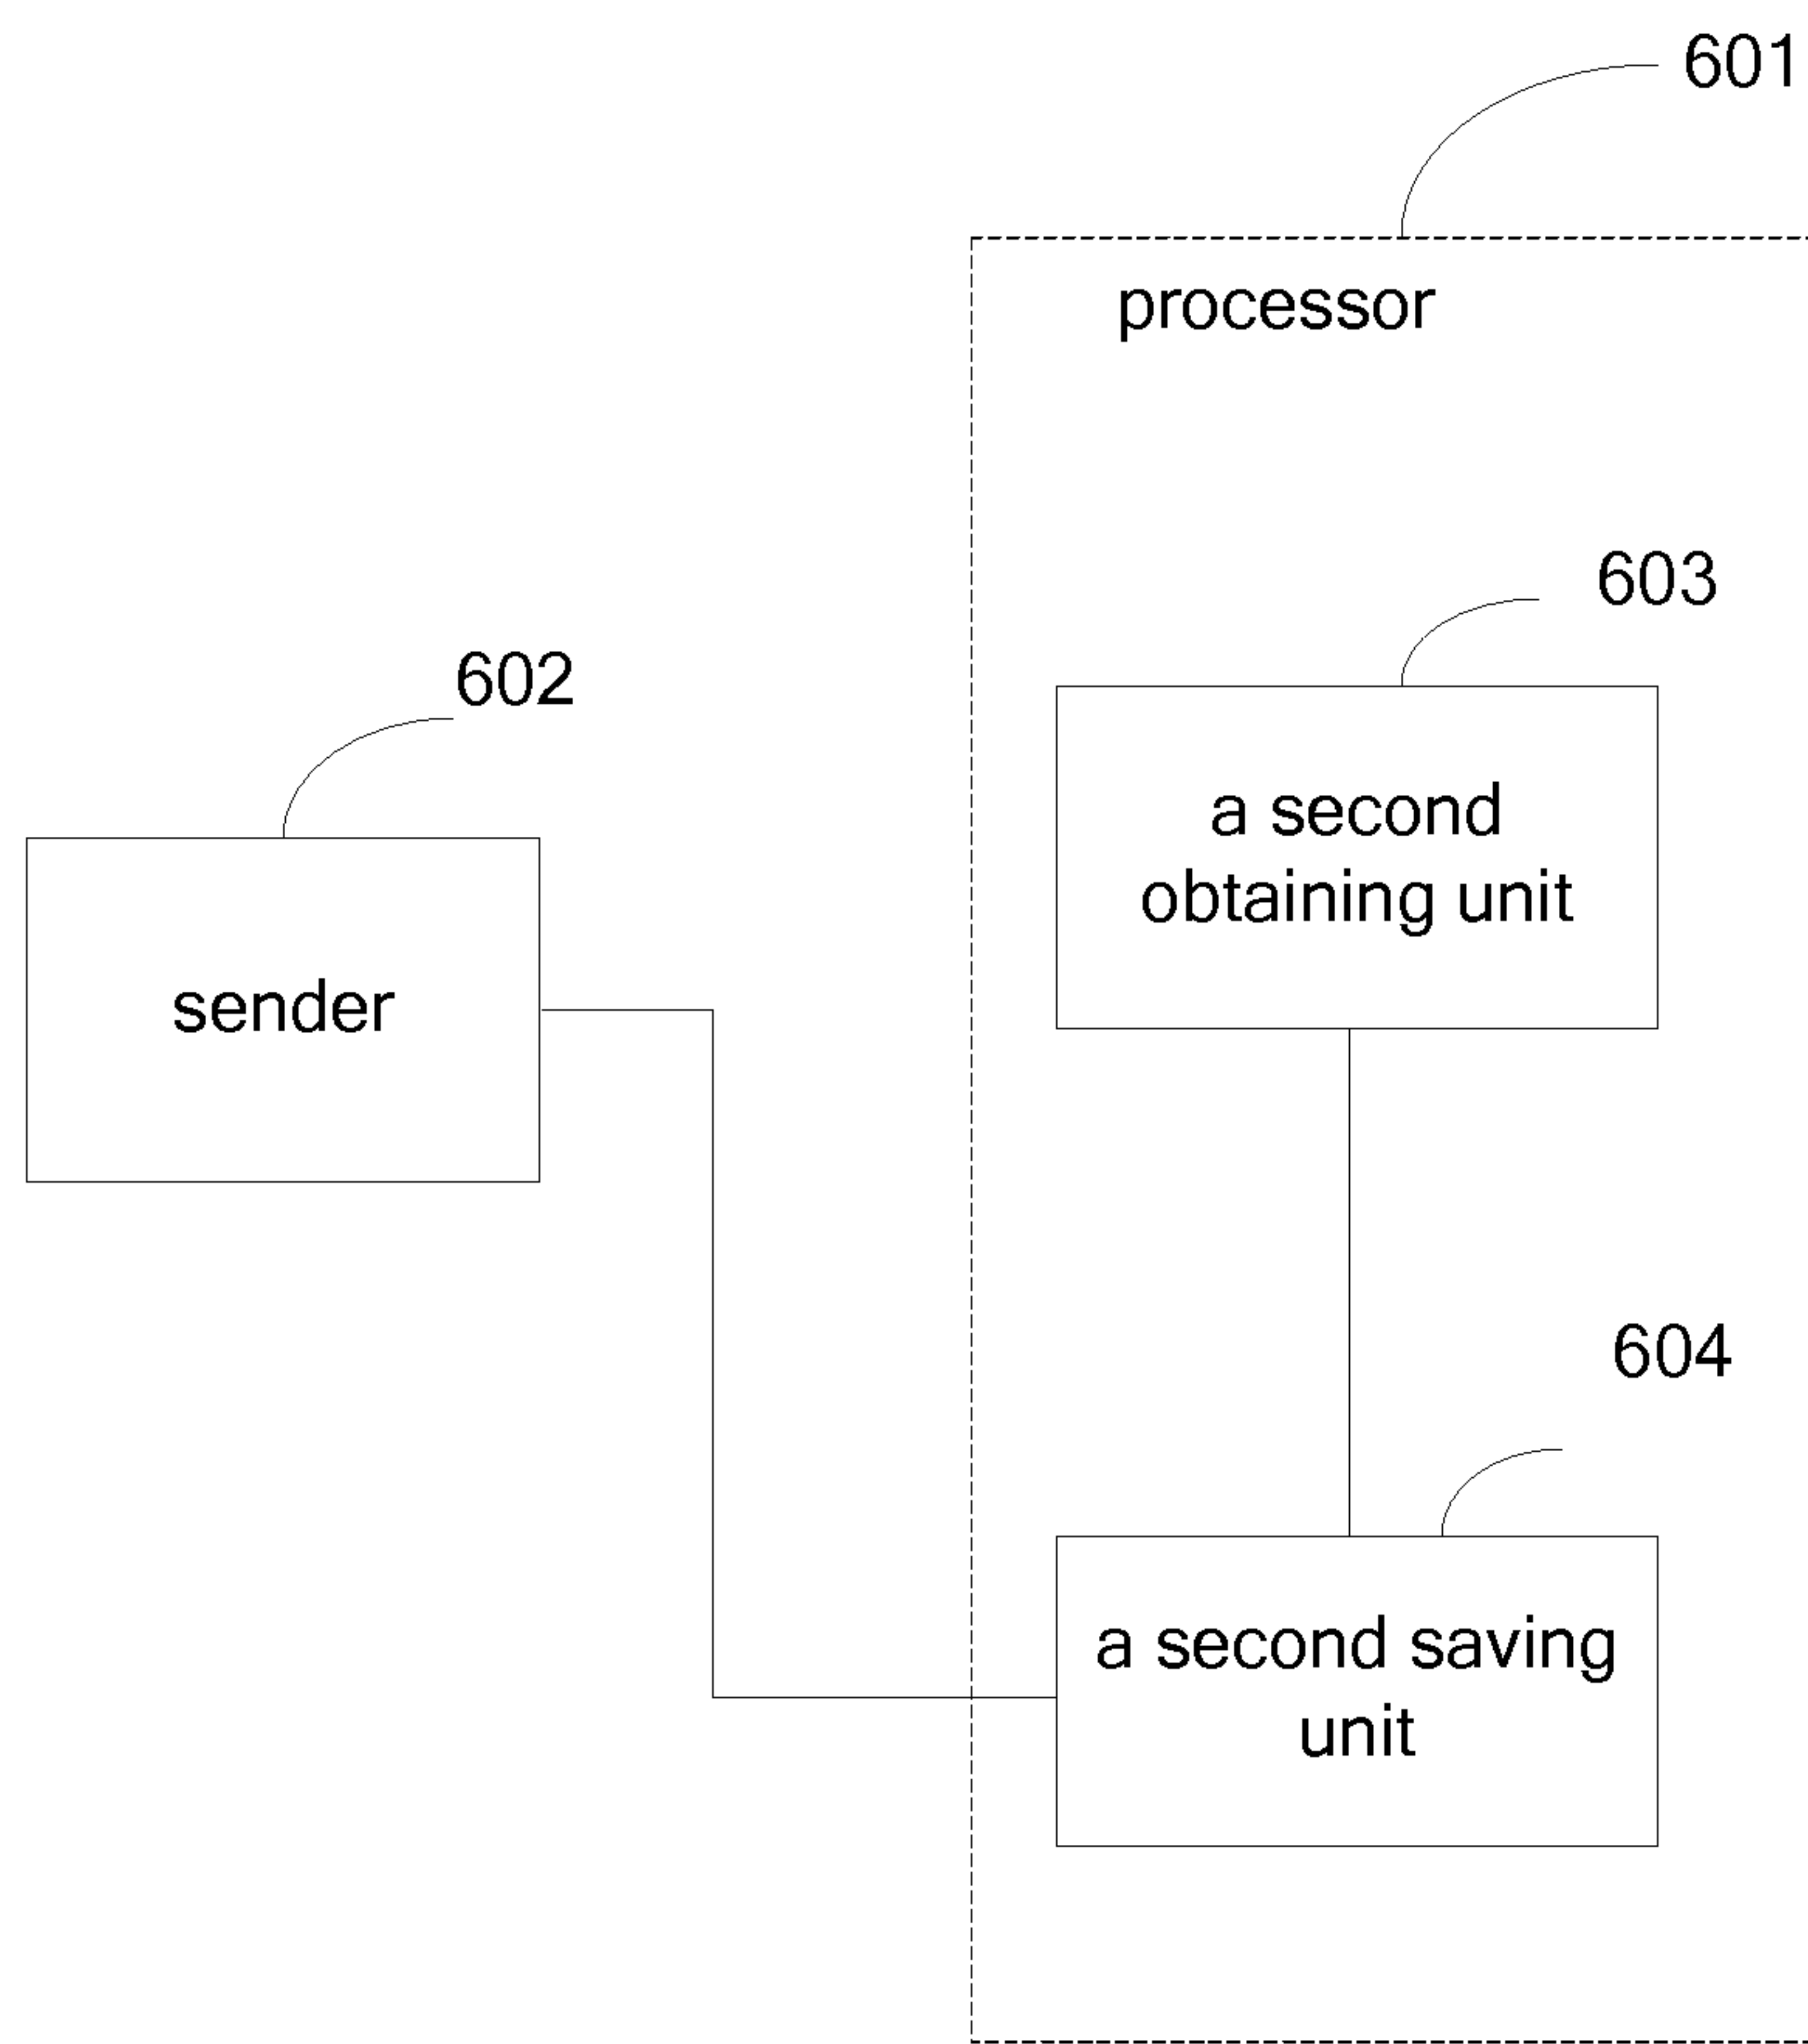 601
processor
603
602
a second
obtaining unit
sender
604
a second saving
unit